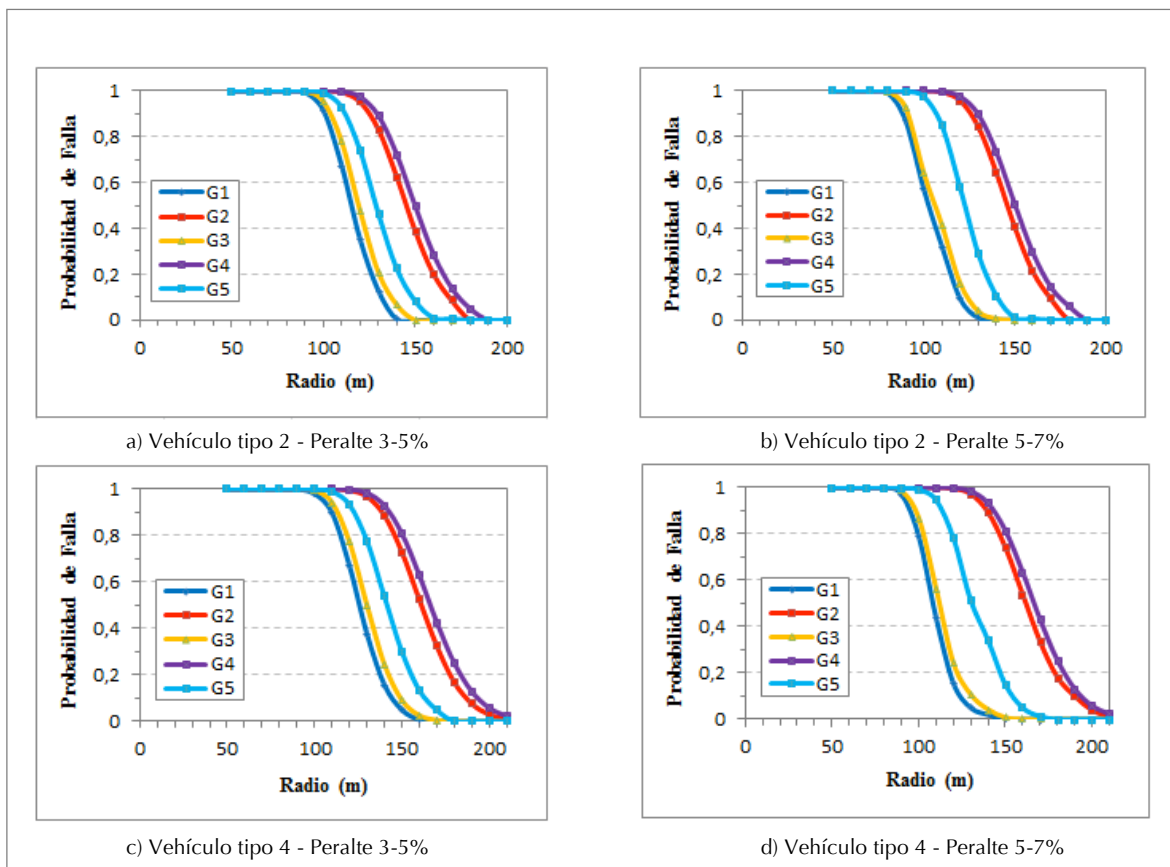 Probabilidad de Falla
1
0,8
0,6
0,4
0,2
0
G1
G2
G3
G4
G5
0 50 100 150 200
Radio (m)
a) Vehículo tipo 2 - Peralte 3-5%
Probabilidad de Falla
1
0,8
0,6
0,4
0,2
0
G1
G2
G3
G4
G5
0 50 100 150 200
Radio (m)
b) Vehículo tipo 2 - Peralte 5-7%
Probabilidad de Falla
1
0,8
0,6
0,4
0,2
0
G1
G2
G3
G4
G5
0 50 100 150 200
Radio (m)
c) Vehículo tipo 4 - Peralte 3-5%
Probabilidad de Falla
1
0,8
0,6
0,4
0,2
0
G1
G2
G3
G4
G5
0 50 100 150 200
Radio (m)
d) Vehículo tipo 4 - Peralte 5-7%